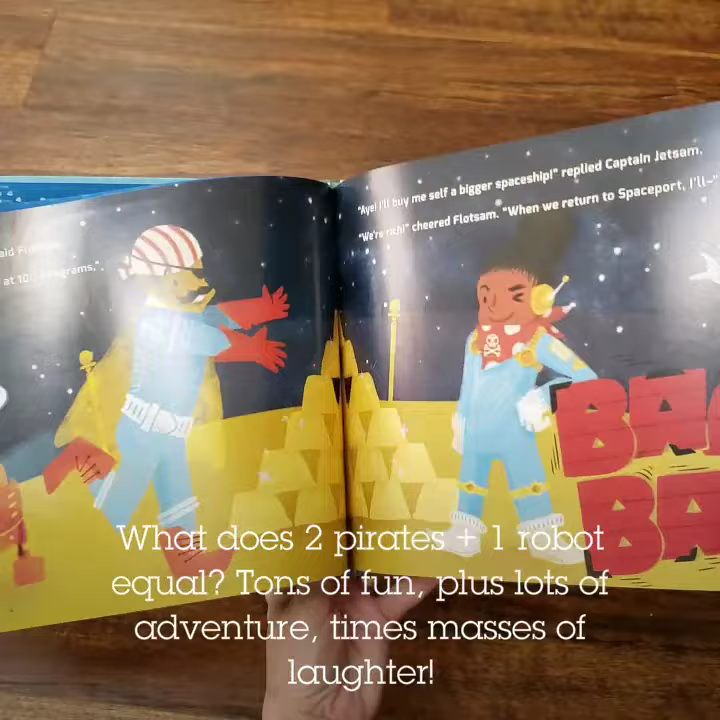 at 10
"Aye! I'll buy me self a bigger spaceship!" replied Captain Jetsam.
"We're rich!" cheered Flotsam. "When we return to Spaceport, I'll–"
What does 2 pirates + 1 robot
equal? Tons of fun, plus lots of
adventure, times masses of
laughter!